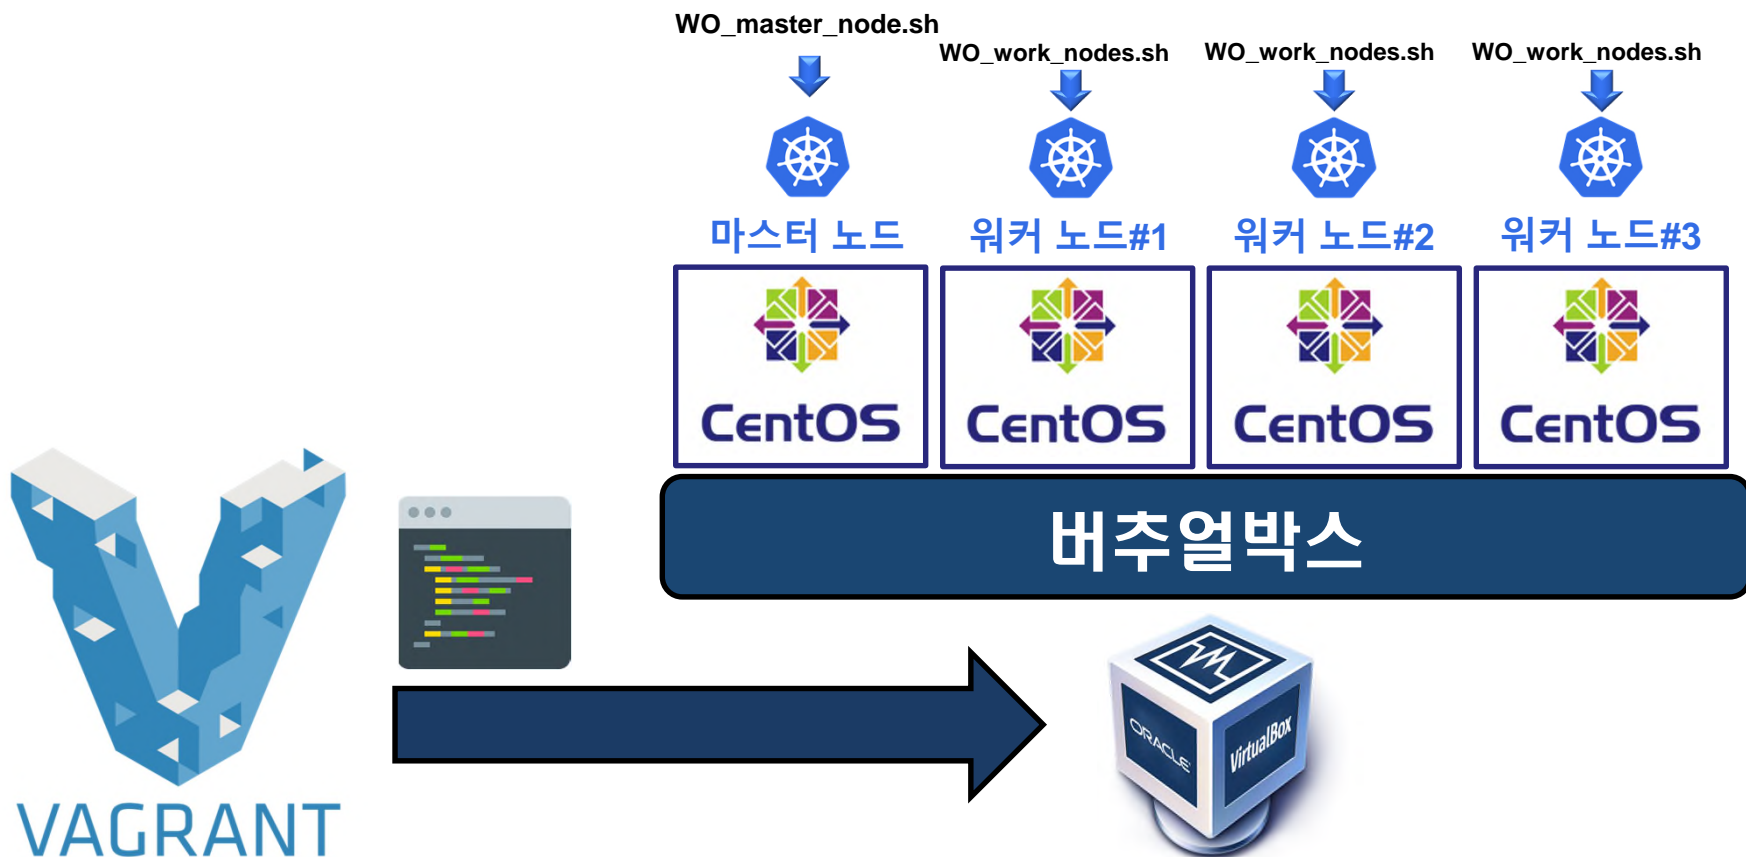 WO_master_node.sh
WO_work_nodes.sh
WO_work_nodes.sh
WO_work_nodes.sh
마스터 노드
워커 노드#1
워커 노드#2
워커 노드#3
CentOS
CentOS
CentOS
CentOS
버추얼박스
ORACLE
VirtualBox
VAGRANT